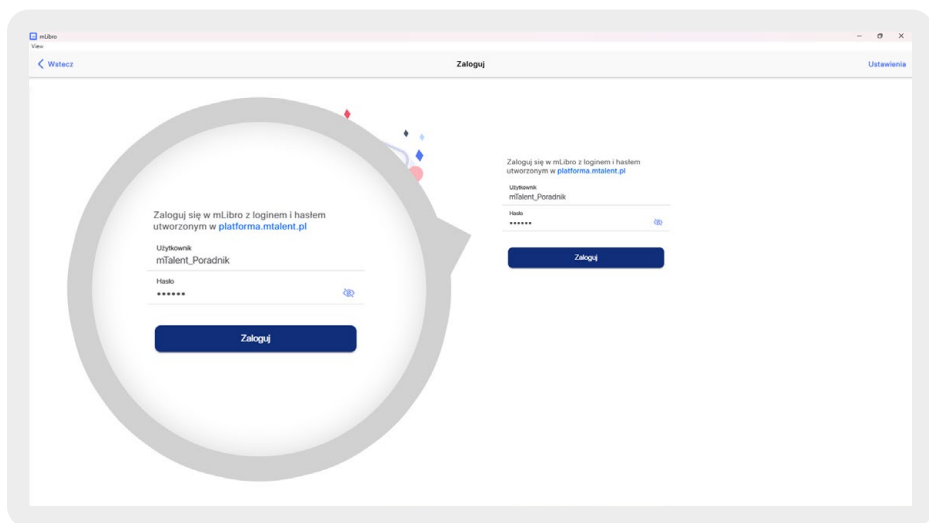 mLibro
View
Wstecz
Zaloguj
Ustawienia
Zaloguj się w mLibro z loginem i hasłem
utworzonym w platforma.mtalent.pl
Użytkownik
mTalent_Poradnik
Hasło
••••••
Zaloguj
Zaloguj się w mLibro z loginem i hasłem
utworzonym w platforma.mtalent.pl
Użytkownik
mTalent_Poradnik
Hasło
••••••
Zaloguj